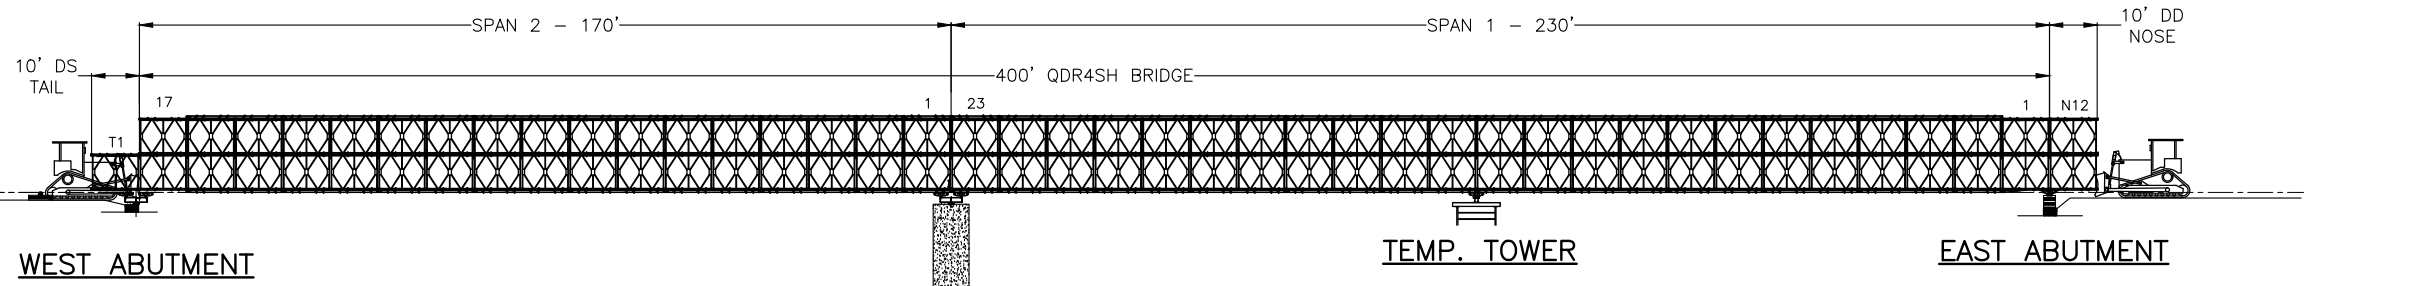 SPAN 2 - 170'
SPAN 1 - 230'
10' DD
NOSE
10' DS
TAIL
400' QDR4SH BRIDGE
17
1
23
1
N12
T1
WEST ABUTMENT
TEMP. TOWER
EAST ABUTMENT